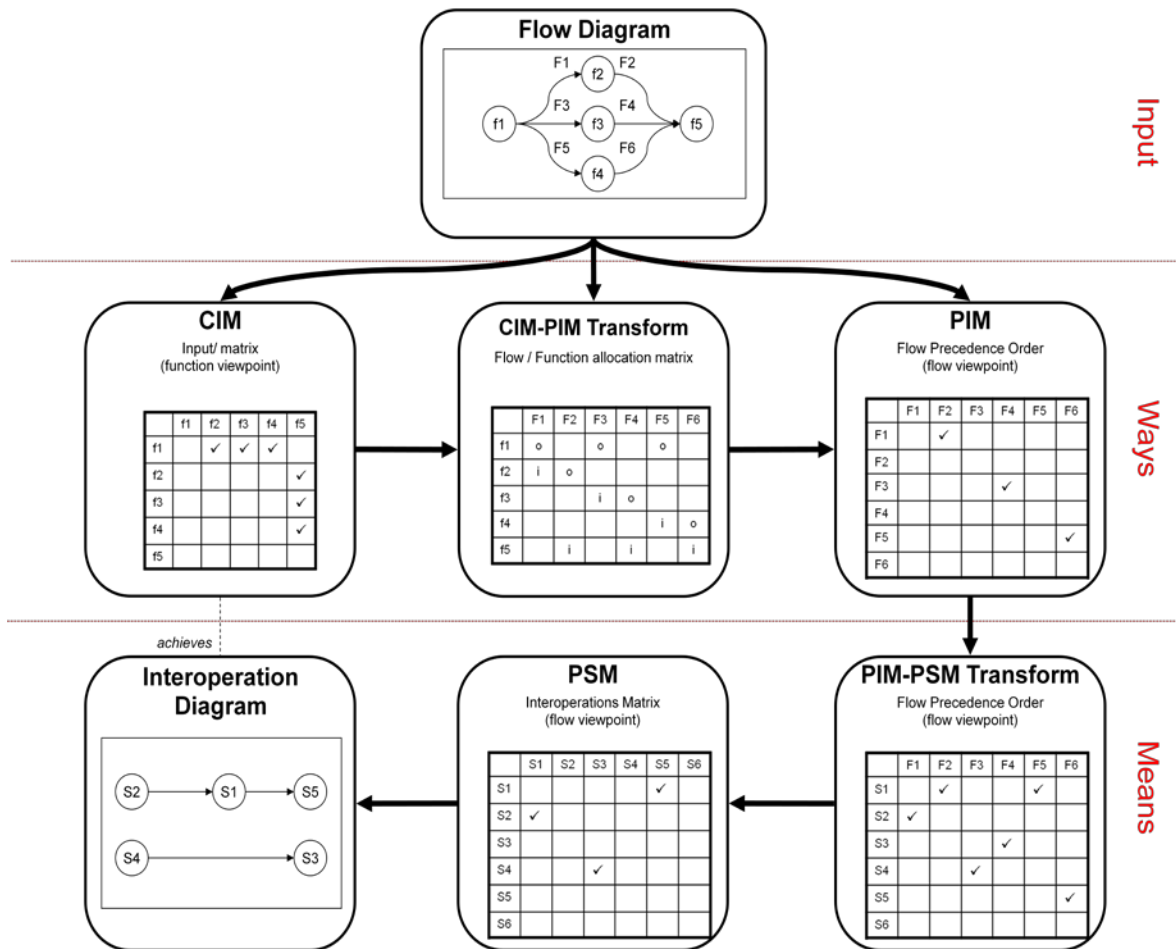 Flow Diagram
F1 f2 F2
f1 F3 f3 F4 f5
F5 f4 F6
Input
CIM
Input/ matrix
(function viewpoint)
f1 f2 f3 f4 f5
f1 ✓ ✓ ✓
f2 ✓
f3 ✓
f4 ✓
f5
CIM-PIM Transform
Flow / Function allocation matrix
F1 F2 F3 F4 F5 F6
f1 o o o
f2 i o
f3 i o
f4 i o
f5 i i i
PIM
Flow Precedence Order
(flow viewpoint)
F1 F2 F3 F4 F5 F6
F1 ✓
F2
F3 ✓
F4
F5 ✓
F6
Ways
achieves
Interoperation
Diagram
S2 S1 S5
S4 S3
PSM
Interoperations Matrix
(flow viewpoint)
S1 S2 S3 S4 S5 S6
S1 ✓
S2 ✓
S3
S4 ✓
S5
S6
PIM-PSM Transform
Flow Precedence Order
(flow viewpoint)
F1 F2 F3 F4 F5 F6
S1 ✓ ✓
S2 ✓
S3 ✓
S4 ✓
S5 ✓
S6
Means